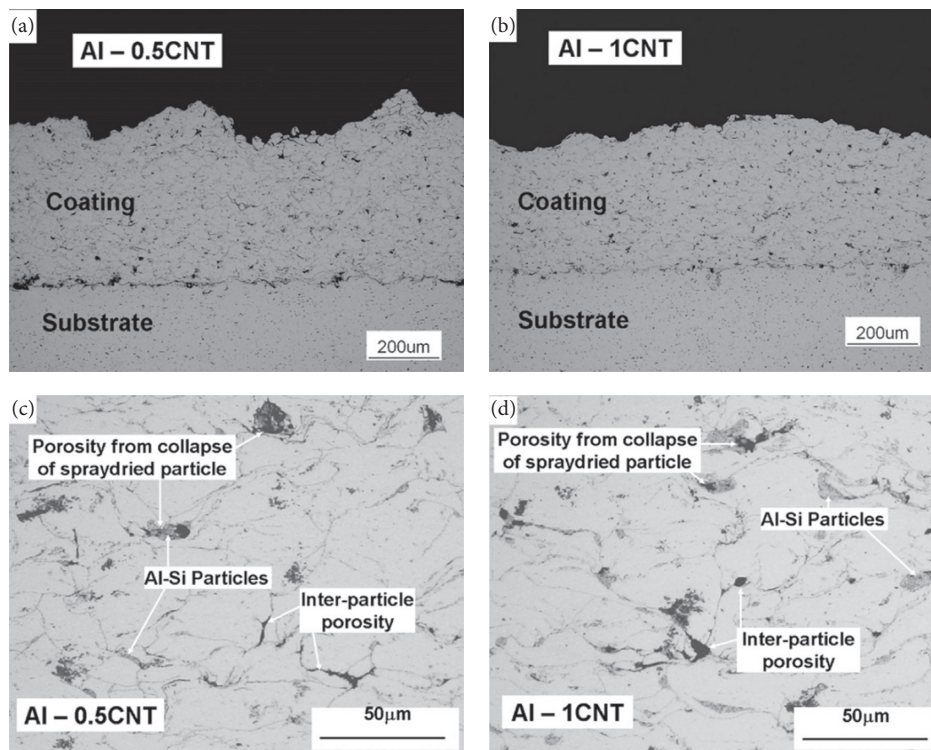 (a)
Al – 0.5CNT
Coating
Substrate
200um
(b)
Al – 1CNT
Coating
Substrate
200um
(c)
Porosity from collapse
of spraydried particle
Al-Si Particles
Inter-particle
porosity
Al – 0.5CNT
50µm
(d)
Porosity from collapse
of spraydried particle
Al-Si Particles
Inter-particle
porosity
Al – 1CNT
50µm